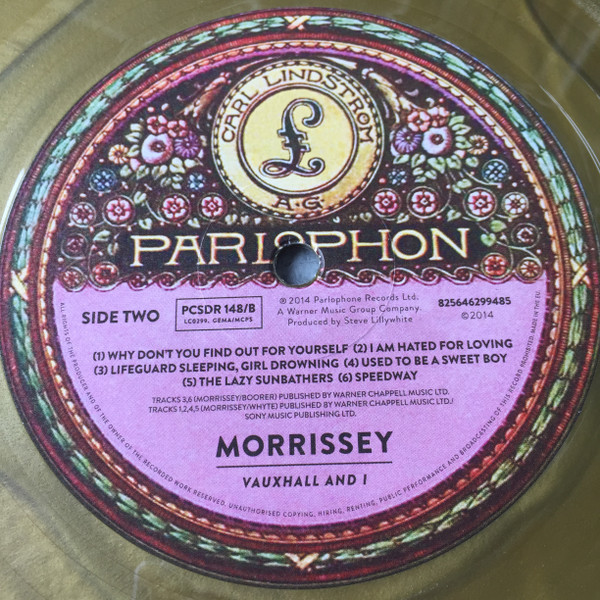 CARL LINDSTROM
£
A.G.
PARLOPHON
SIDE TWO
PCSDR 148/B
LC0299. GEMA/MCPS
℗ 2014 Parlophone Records Ltd.
A Warner Music Group Company.
Produced by Steve Lillywhite
825646299485
©2014
(1) WHY DON'T YOU FIND OUT FOR YOURSELF (2) I AM HATED FOR LOVING
(3) LIFEGUARD SLEEPING, GIRL DROWNING (4) USED TO BE A SWEET BOY
(5) THE LAZY SUNBATHERS (6) SPEEDWAY
TRACKS 3,6 (MORRISSEY/BOORER) PUBLISHED BY WARNER CHAPPELL MUSIC LTD.
TRACKS 1,2,4,5 (MORRISSEY/WHYTE) PUBLISHED BY WARNER CHAPPELL MUSIC LTD./
SONY MUSIC PUBLISHING LTD.
MORRISSEY
VAUXHALL AND I
ALL RIGHTS OF THE PRODUCER AND OF THE OWNER OF THE RECORDED WORK RESERVED. UNAUTHORISED COPYING, HIRING, RENTING, PUBLIC PERFORMANCE AND BROADCASTING OF THIS RECORD PROHIBITED. MADE IN THE EU.